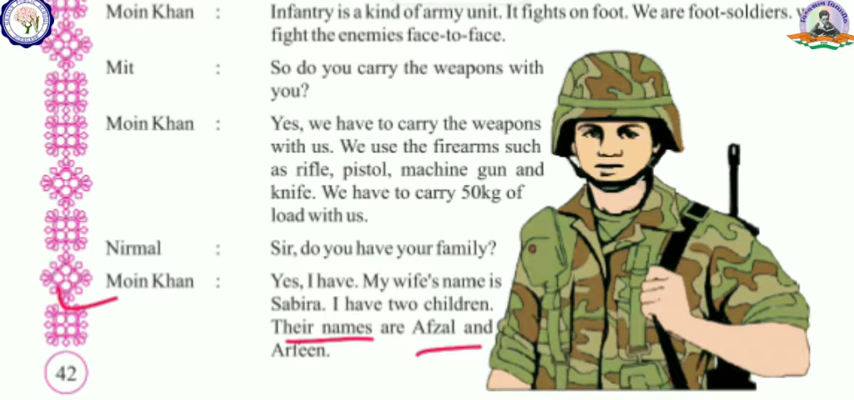 Moin Khan : Infantry is a kind of army unit. It fights on foot. We are foot-soldiers.
fight the enemies face-to-face.
Mit : So do you carry the weapons with
you?
Moin Khan : Yes, we have to carry the weapons
with us. We use the firearms such
as rifle, pistol, machine gun and
knife. We have to carry 50kg of
load with us.
Nirmal : Sir, do you have your family?
Moin Khan : Yes, I have. My wife's name is
Sabira. I have two children.
Their names are Afzal and
Arfeen.
42